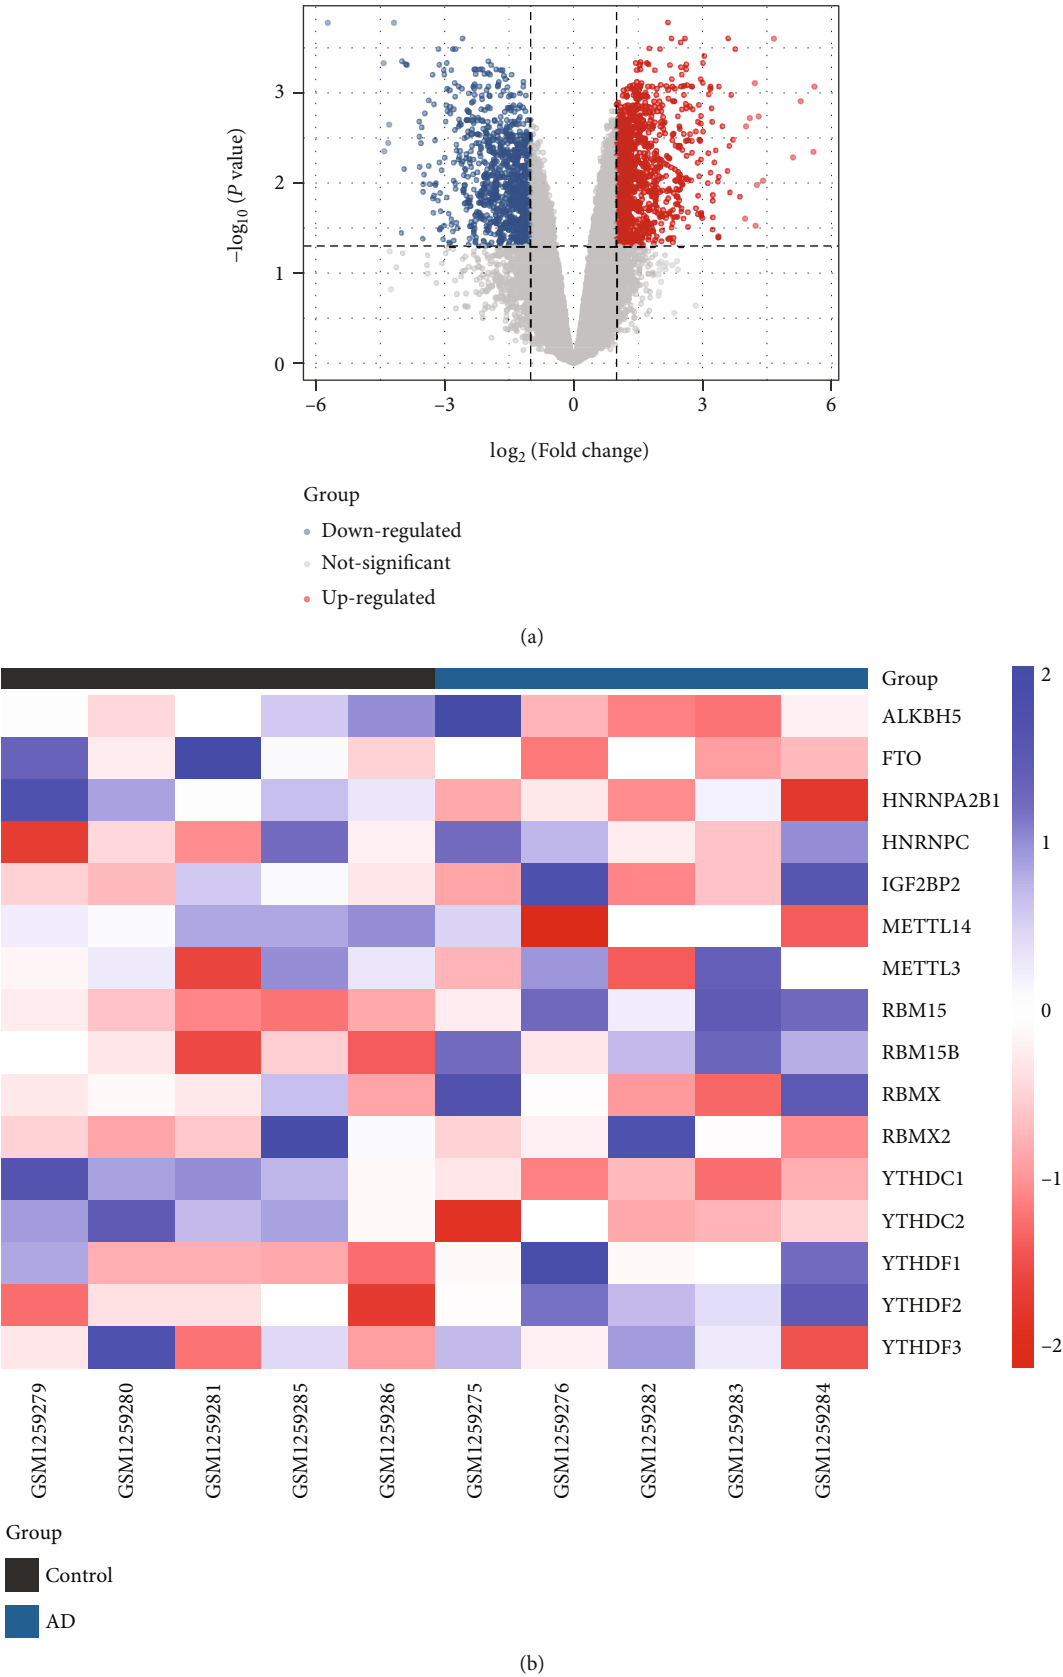 3
2
1
0
−log10 (P value)
−6
−3
0
3
6
log2 (Fold change)
Group
Down-regulated
Not-significant
Up-regulated
(a)
Group
ALKBH5
FTO
HNRNPA2B1
HNRNPC
IGF2BP2
METTL14
METTL3
RBM15
RBM15B
RBMX
RBMX2
YTHDC1
YTHDC2
YTHDF1
YTHDF2
YTHDF3
2
1
0
−1
−2
GSM1259279
GSM1259280
GSM1259281
GSM1259285
GSM1259286
GSM1259275
GSM1259276
GSM1259282
GSM1259283
GSM1259284
Group
Control
AD
(b)